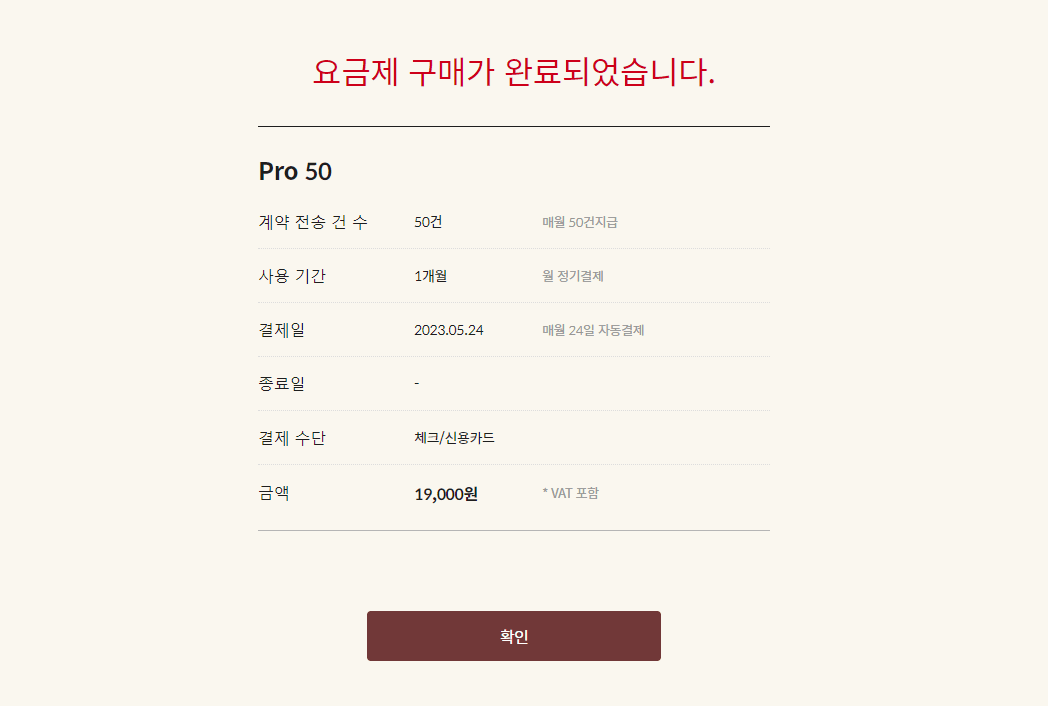 요금제 구매가 완료되었습니다.
Pro 50
계약 전송 건 수 50건 매월 50건지급
사용 기간 1개월 월 정기결제
결제일 2023.05.24 매월 24일 자동결제
종료일 -
결제 수단 체크/신용카드
금액 19,000원 * VAT 포함
확인